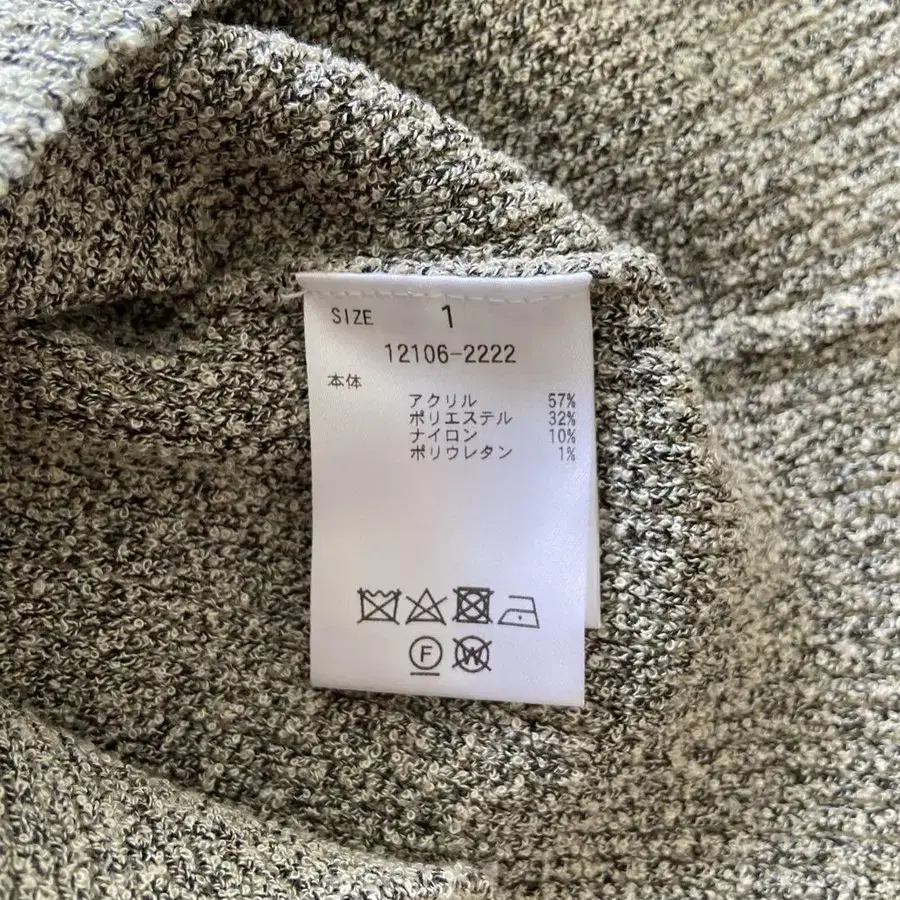 SIZE 1
12106-2222
本体
アクリル 57%
ポリエステル 32%
ナイロン 10%
ポリウレタン 1%
F W